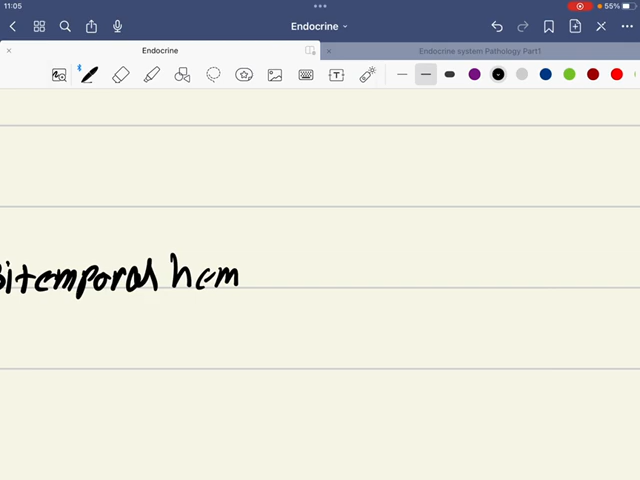 11:05
55%
Endocrine
Endocrine
Endocrine system Pathology Part1
T
Bitemporal hem